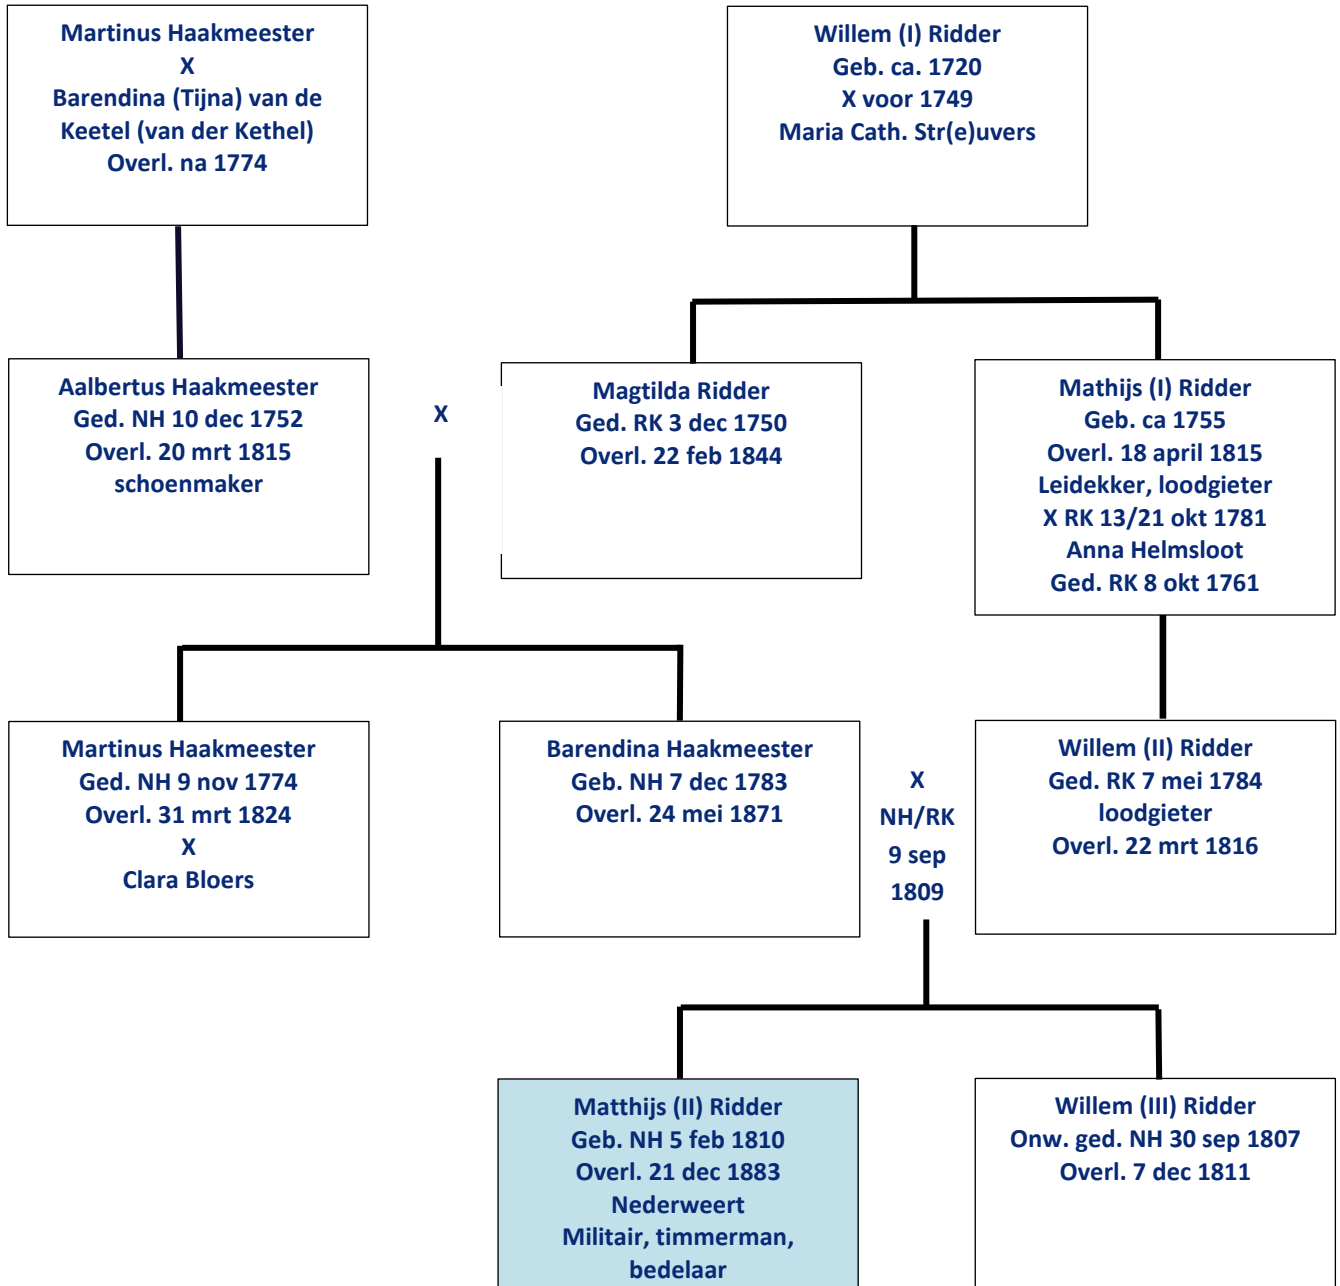 Martinus Haakmeester
X
Barendina (Tijna) van de
Keetel (van der Kethel)
Overl. na 1774
Willem (I) Ridder
Geb. ca. 1720
X voor 1749
Maria Cath. Str(e)uvers
Aalbertus Haakmeester
Ged. NH 10 dec 1752
Overl. 20 mrt 1815
schoenmaker
X
Magtilda Ridder
Ged. RK 3 dec 1750
Overl. 22 feb 1844
Mathijs (I) Ridder
Geb. ca 1755
Overl. 18 april 1815
Leidekker, loodgieter
X RK 13/21 okt 1781
Anna Helmsloot
Ged. RK 8 okt 1761
Martinus Haakmeester
Ged. NH 9 nov 1774
Overl. 31 mrt 1824
X
Clara Bloers
Barendina Haakmeester
Geb. NH 7 dec 1783
Overl. 24 mei 1871
X
NH/RK
9 sep
1809
Willem (II) Ridder
Ged. RK 7 mei 1784
loodgieter
Overl. 22 mrt 1816
Matthijs (II) Ridder
Geb. NH 5 feb 1810
Overl. 21 dec 1883
Nederweert
Militair, timmerman,
bedelaar
Willem (III) Ridder
Onw. ged. NH 30 sep 1807
Overl. 7 dec 1811